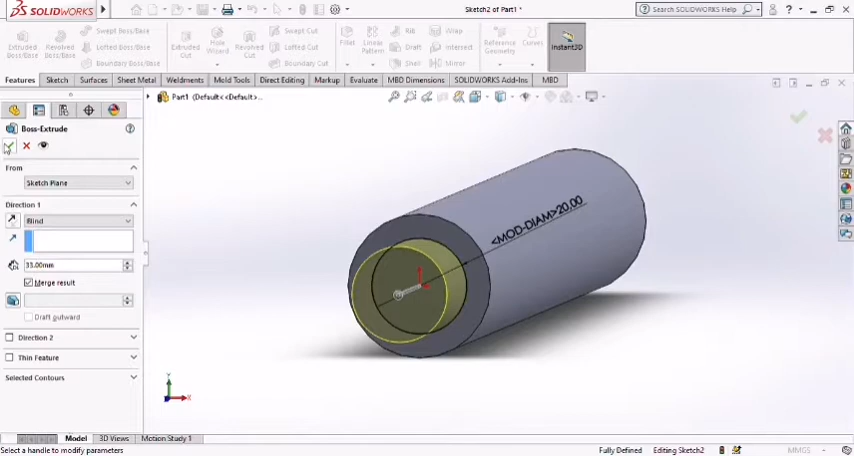 SOLIDWORKS
Sketch2 of Part1 *
Search SOLIDWORKS Help
Extruded Boss/Base
Revolved Boss/Base
Swept Boss/Base
Lofted Boss/Base
Boundary Boss/Base
Extruded Cut
Hole Wizard
Revolved Cut
Swept Cut
Lofted Cut
Boundary Cut
Fillet
Linear Pattern
Rib
Draft
Shell
Wrap
Intersect
Mirror
Reference Geometry
Curves
Instant3D
Features
Sketch
Surfaces
Sheet Metal
Weldments
Mold Tools
Direct Editing
Markup
Evaluate
MBD Dimensions
SOLIDWORKS Add-Ins
MBD
Part1 (Default<<Default>...
Boss-Extrude
From
Sketch Plane
Direction 1
Blind
33.00mm
Merge result
Draft outward
Direction 2
Thin Feature
Selected Contours
<MOD-DIAM>20.00
Y
X
Model
3D Views
Motion Study 1
Select a handle to modify parameters
Fully Defined
Editing Sketch2
MMGS